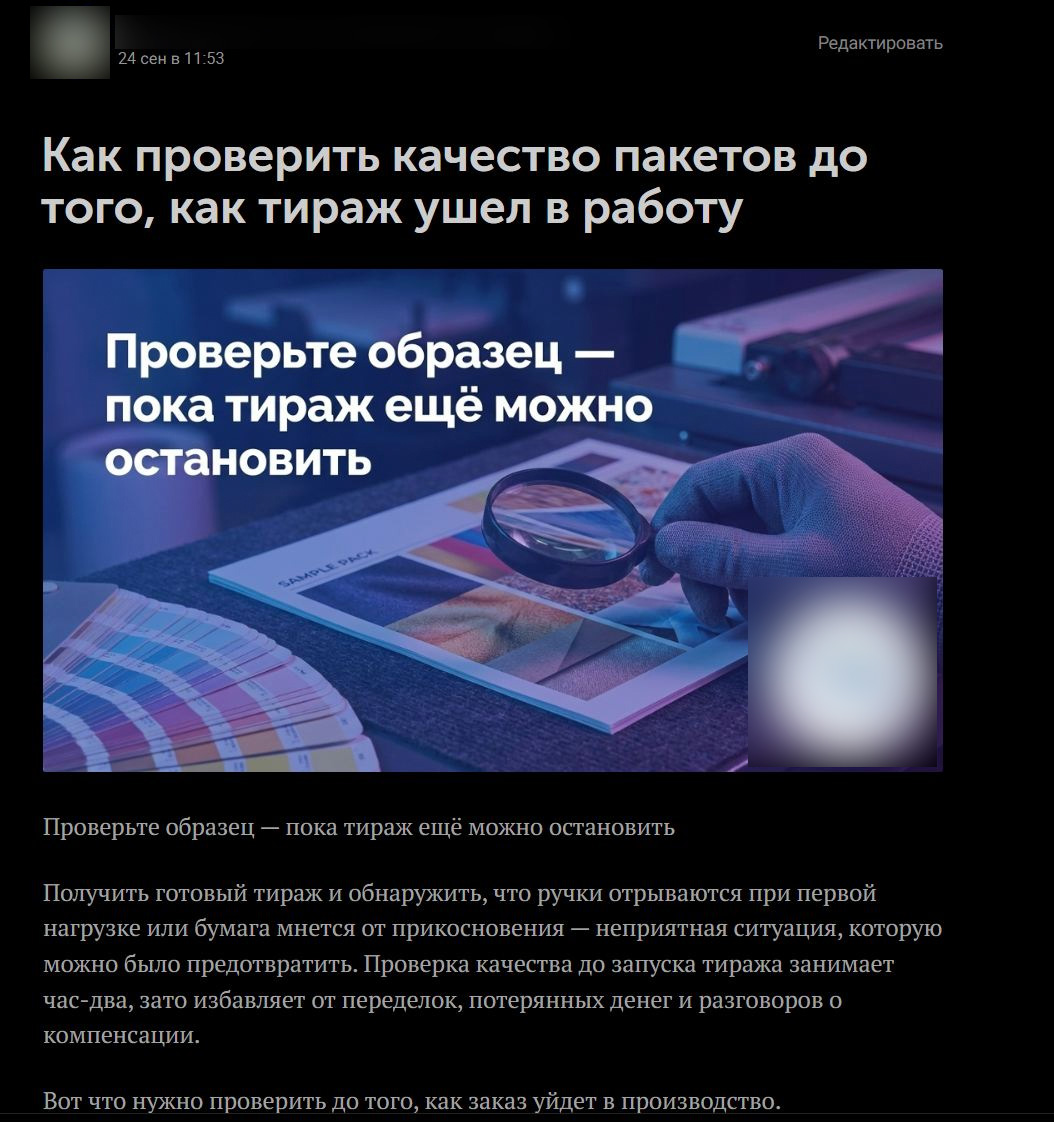 24 сен в 11:53
Редактировать
Как проверить качество пакетов до
того, как тираж ушел в работу
Проверьте образец —
пока тираж ещё можно
остановить
SAMPLE PACK
Проверьте образец — пока тираж ещё можно остановить
Получить готовый тираж и обнаружить, что ручки отрываются при первой
нагрузке или бумага мнется от прикосновения — неприятная ситуация, которую
можно было предотвратить. Проверка качества до запуска тиража занимает
час-два, зато избавляет от переделок, потерянных денег и разговоров о
компенсации.
Вот что нужно проверить до того, как заказ уйдет в производство.